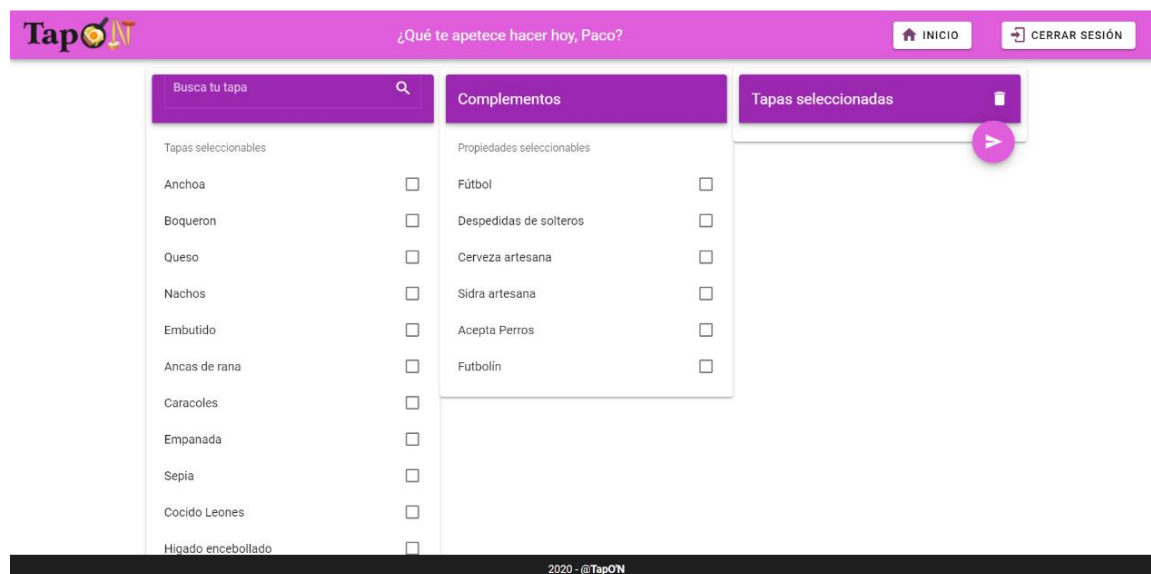 TapO'N
¿Qué te apetece hacer hoy, Paco?
INICIO
CERRAR SESIÓN
Busca tu tapa
Tapas seleccionables
Anchoa
Boqueron
Queso
Nachos
Embutido
Ancas de rana
Caracoles
Empanada
Sepia
Cocido Leones
Higado encebollado
Complementos
Propiedades seleccionables
Fútbol
Despedidas de solteros
Cerveza artesana
Sidra artesana
Acepta Perros
Futbolín
Tapas seleccionadas
2020 - @TapO'N